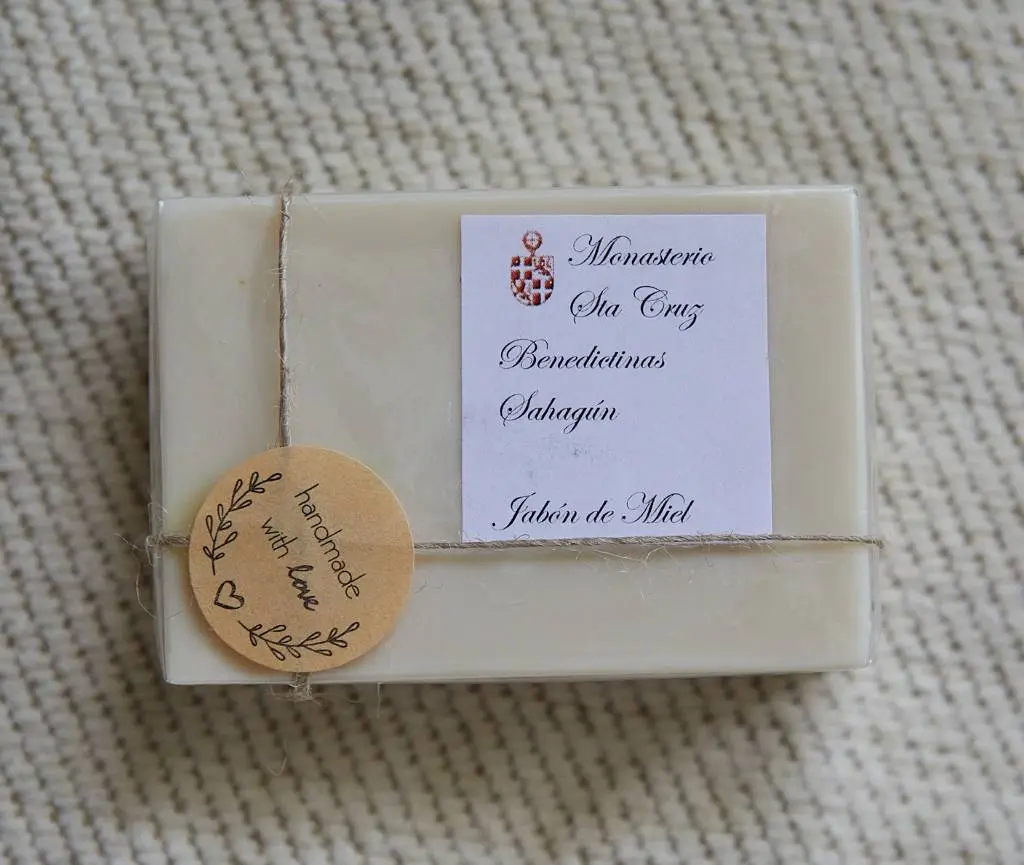 Monasterio
Sta Cruz
Benedictinas
Sahagún
Jabón de Miel
handmade
with love